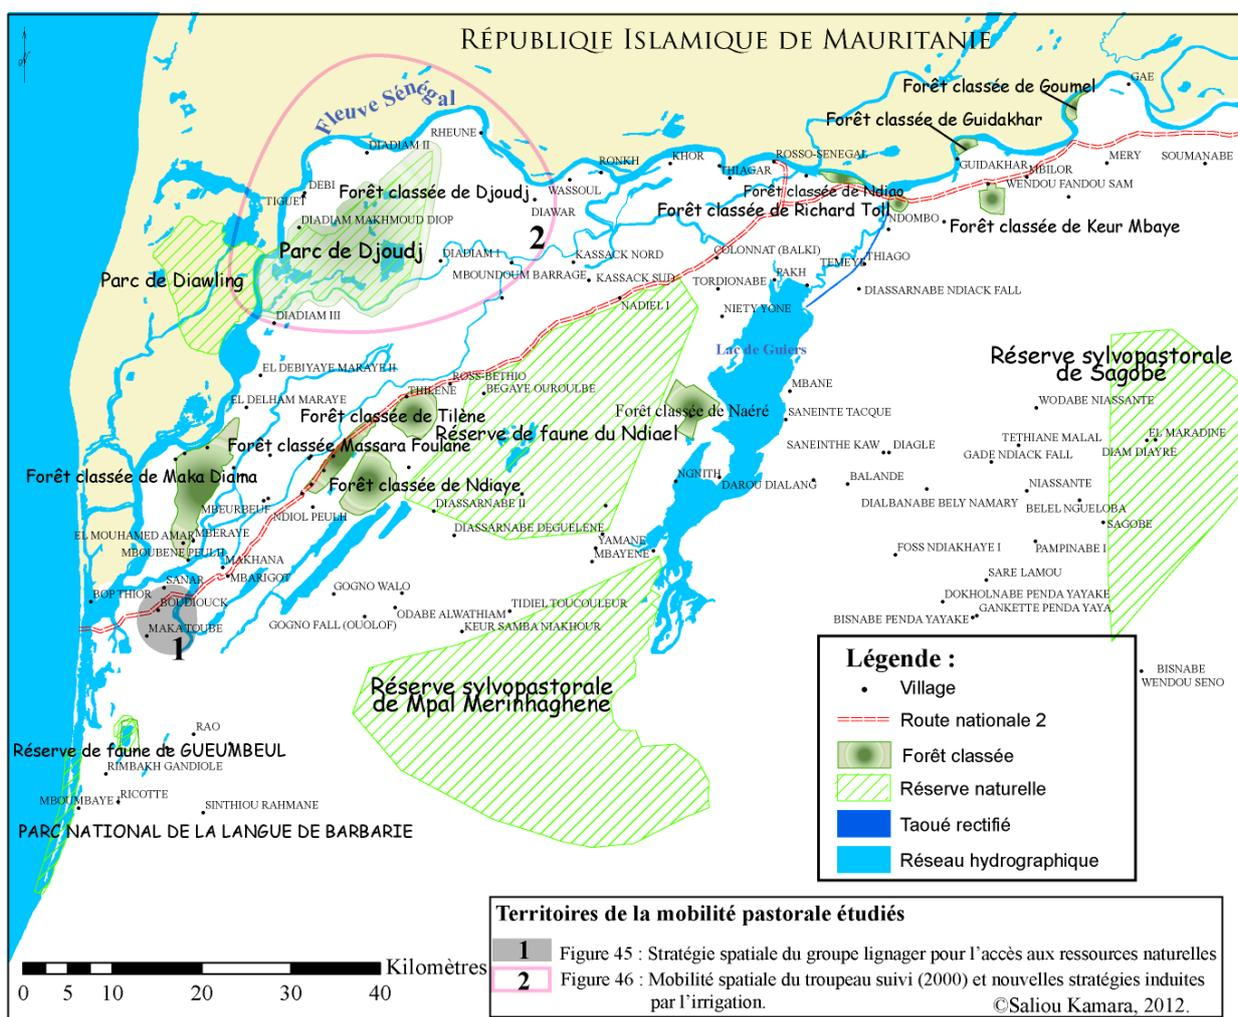 RÉPUBLIQIE ISLAMIQUE DE MAURITANIE
Fleuve Sénégal
GAE
Forêt classée de Goumel
Forêt classée de Guidakhar
RHEUNE
DIADIAM II
RONKH
KHOR
THIAGAR
ROSSO-SENEGAL
GUIDAKHAR
MBILOR
MERY
SOUMANABE
DEBI
TIGUET
Forêt classée de Djoudj
WASSOUL
DIAWAR
2
Forêt classée de Ndiao
Forêt classée de Richard Toll
WENDOU FANDOU SAM
NDOMBO
Forêt classée de Keur Mbaye
DIADIAM MAKHMOUD DIOP
Parc de Djoudj
DIADIAM I
KASSACK NORD
COLONNAT (BALKI)
TEMEYE
THIAGO
Parc de Diawling
MBOUNDOUM BARRAGE
KASSACK SUD
TORDIONABE
PAKH
DIASSARNABE NDIACK FALL
DIADIAM III
NADIEL I
NIETY YONE
Lac de Guiers
Réserve sylvopastorale
de Sagobé
EL DEBIYAYE MARAYE II
ROSS-BETHIO
THILENE
BEGAYE OUROULBE
MBANE
WODABE NIASSANTE
EL DELHAM MARAYE
Forêt classée de Tilène
Forêt classée de Naéré
SANEINTE TACQUE
Forêt classée Massara Foulane
Réserve de faune du Ndiael
SANEINTHE KAW
DIAGLE
TETHIANE MALAL
GADE NDIACK FALL
EL MARADINE
DIAM DIAYRE
Forêt classée de Maka Diama
Forêt classée de Ndiaye
NGNITH
DAROU DIALANG
BALANDE
NIASSANTE
MBEURBEUF
NDIOL PEULH
DIASSARNABE II
DIALBANABE BELY NAMARY
BELEL NGUELOBA
SAGOBE
EL MOUHAMED AMAR
MBERAYE
DIASSARNABE DEGUELENE
YAMANE
MBOUBENE PEULH
MAKHANA
MBAYENE
FOSS NDIAKHAYE I
PAMPINABE I
SANAR
MBARIGOT
SARE LAMOU
BOP THIOR
BOUDIOUCK
GOGNO WALO
DOKHOLNABE PENDA YAYAKE
ODABE ALWATHIAM
TIDIEL TOUCOULEUR
GANKETTE PENDA YAYA
MAKA TOUBE
1
GOGNO FALL (OUOLOF)
KEUR SAMBA NIAKHOUR
BISNABE PENDA YAYAKE
Réserve sylvopastorale
de Mpal Merinhaghene
BISNABE
WENDOU SENO
RAO
Réserve de faune de GUEUMBEUL
RIMBAKH GANDIOLE
MBOUMBAYE I
RICOTTE
SINTHIOU RAHMANE
PARC NATIONAL DE LA LANGUE DE BARBARIE
Légende :
Village
Route nationale 2
Forêt classée
Réserve naturelle
Taoué rectifié
Réseau hydrographique
Territoires de la mobilité pastorale étudiés
1 Figure 45 : Stratégie spatiale du groupe lignager pour l'accès aux ressources naturelles
2 Figure 46 : Mobilité spatiale du troupeau suivi (2000) et nouvelles stratégies induites
par l'irrigation.
©Saliou Kamara, 2012.
Kilomètres
0 5 10 20 30 40